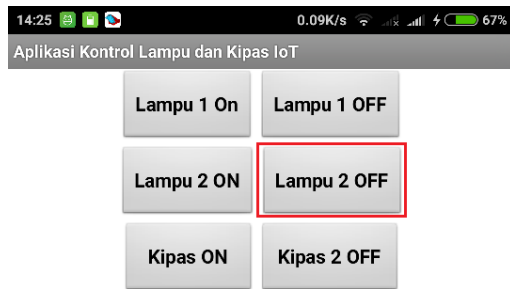 14:25 0.09K/s 67%
Aplikasi Kontrol Lampu dan Kipas IoT
Lampu 1 On Lampu 1 OFF
Lampu 2 ON Lampu 2 OFF
Kipas ON Kipas 2 OFF